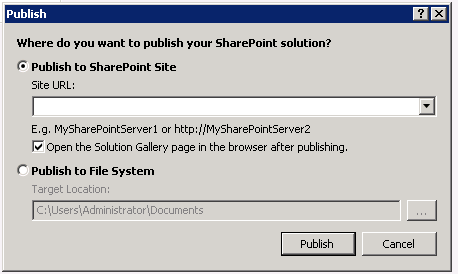 Publish
Where do you want to publish your SharePoint solution?
Publish to SharePoint Site
Site URL:
E.g. MySharePointServer1 or http://MySharePointServer2
Open the Solution Gallery page in the browser after publishing.
Publish to File System
Target Location:
C:\Users\Administrator\Documents
...
Publish Cancel